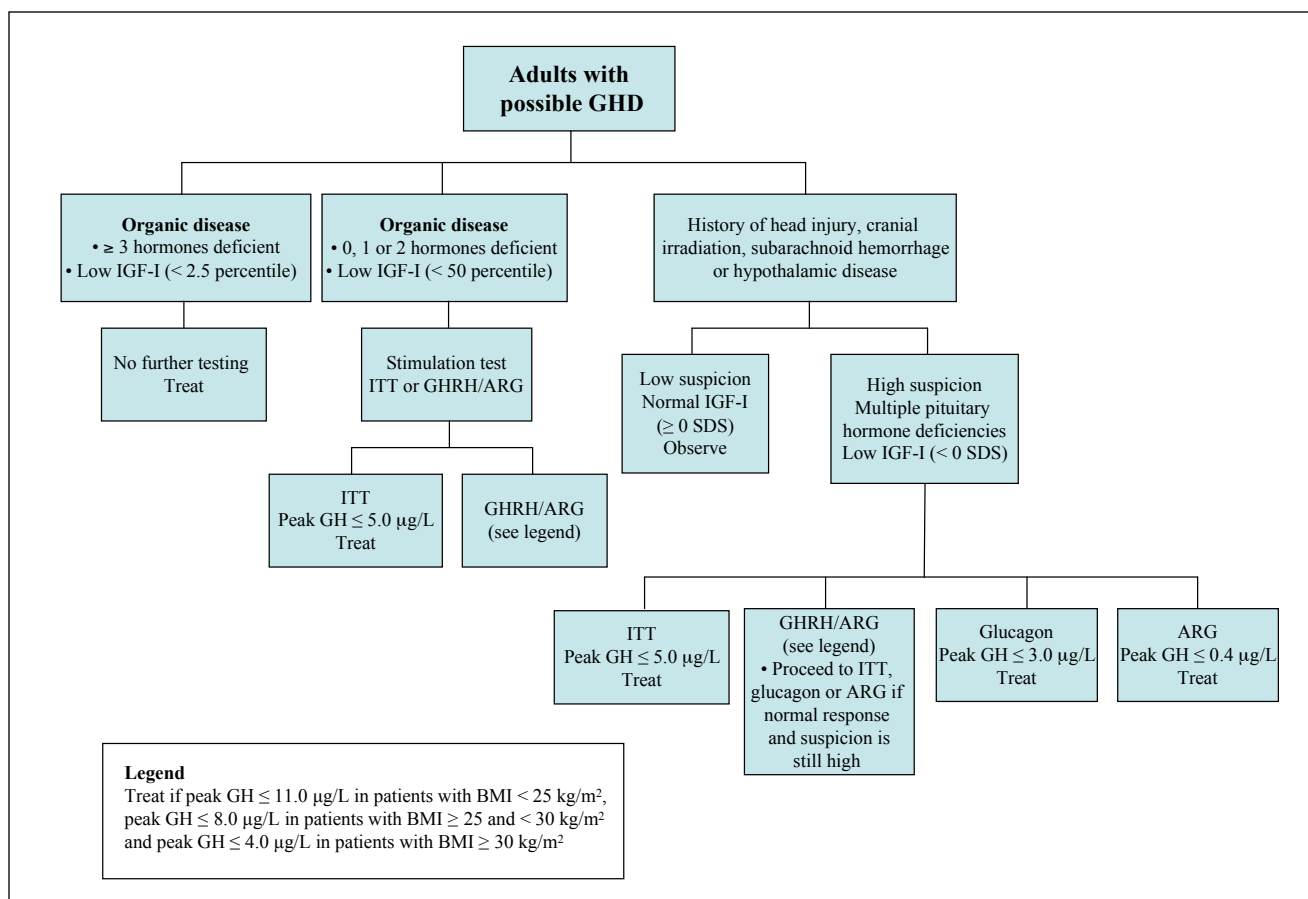 Adults with
possible GHD
Organic disease
• ≥ 3 hormones deficient
• Low IGF-I (< 2.5 percentile)
Organic disease
• 0, 1 or 2 hormones deficient
• Low IGF-I (< 50 percentile)
History of head injury, cranial
irradiation, subarachnoid hemorrhage
or hypothalamic disease
No further testing
Treat
Stimulation test
ITT or GHRH/ARG
Low suspicion
Normal IGF-I
(≥ 0 SDS)
Observe
High suspicion
Multiple pituitary
hormone deficiencies
Low IGF-I (< 0 SDS)
ITT
Peak GH ≤ 5.0 µg/L
Treat
GHRH/ARG
(see legend)
ITT
Peak GH ≤ 5.0 µg/L
Treat
GHRH/ARG
(see legend)
• Proceed to ITT,
glucagon or ARG if
normal response
and suspicion is
still high
Glucagon
Peak GH ≤ 3.0 µg/L
Treat
ARG
Peak GH ≤ 0.4 µg/L
Treat
Legend
Treat if peak GH ≤ 11.0 µg/L in patients with BMI < 25 kg/m²,
peak GH ≤ 8.0 µg/L in patients with BMI ≥ 25 and < 30 kg/m²
and peak GH ≤ 4.0 µg/L in patients with BMI ≥ 30 kg/m²